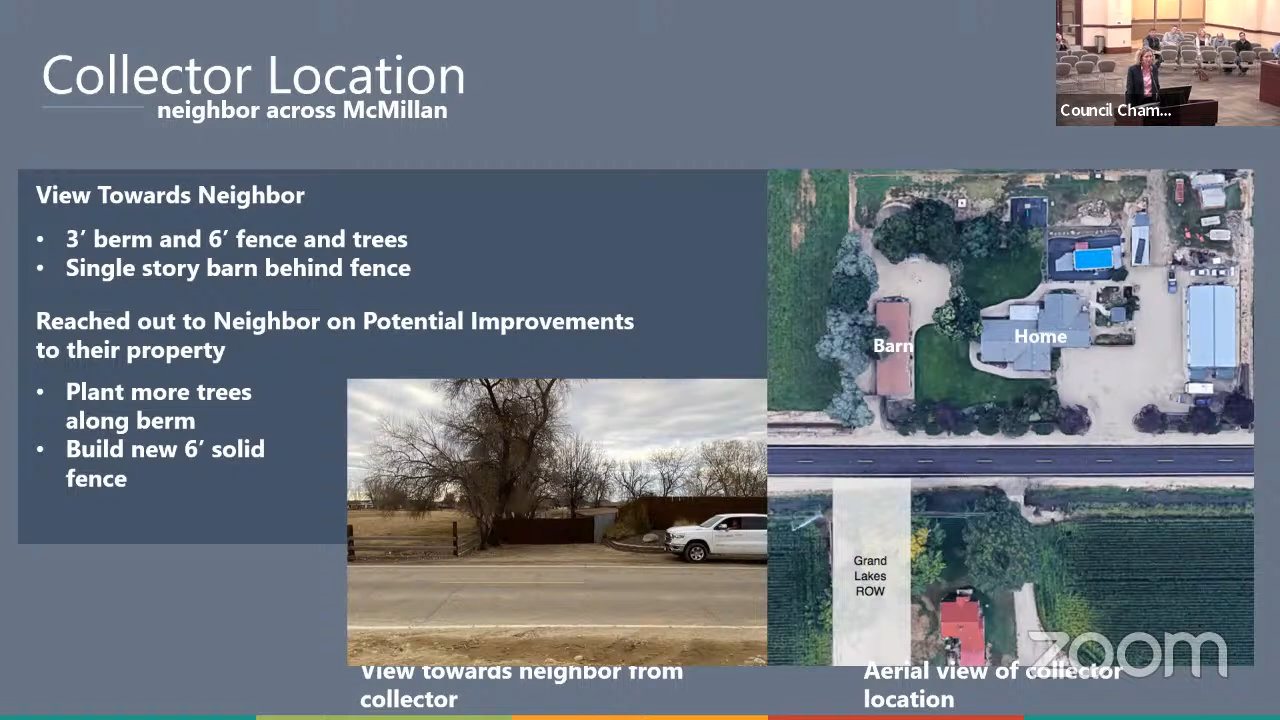 Collector Location
neighbor across McMillan
Council Cham...
View Towards Neighbor
• 3’ berm and 6’ fence and trees
• Single story barn behind fence
Reached out to Neighbor on Potential Improvements
to their property
• Plant more trees
along berm
• Build new 6’ solid
fence
Barn
Home
Grand
Lakes
ROW
View towards neighbor from
collector
Aerial view of collector
location
zoom